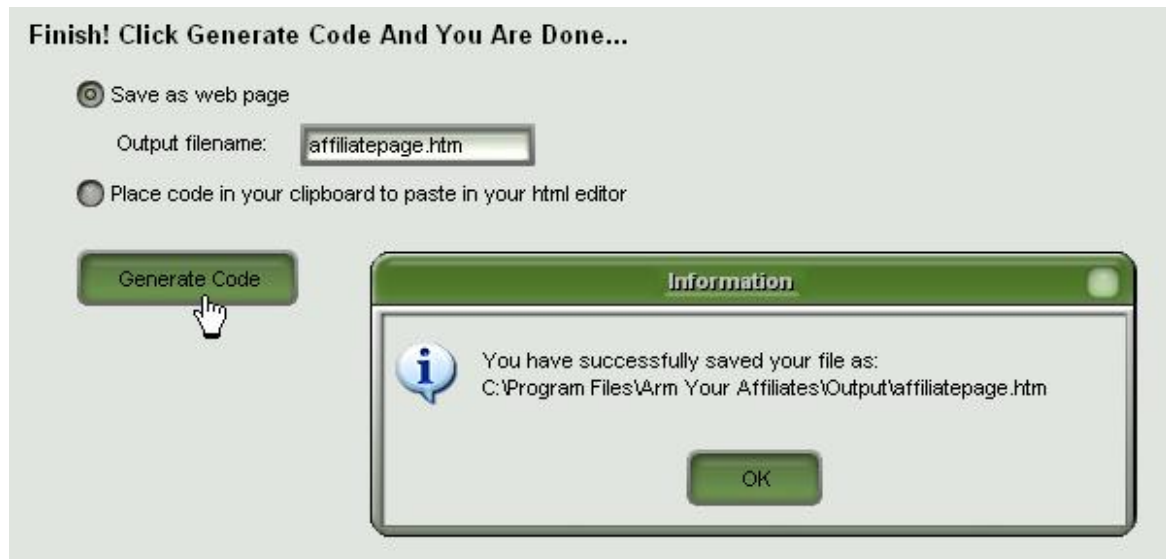 Finish! Click Generate Code And You Are Done...
Save as web page
Output filename: affiliatepage.htm
Place code in your clipboard to paste in your html editor
Generate Code
Information
You have successfully saved your file as:
C:\Program Files\Arm Your Affiliates\Output\affiliatepage.htm
OK